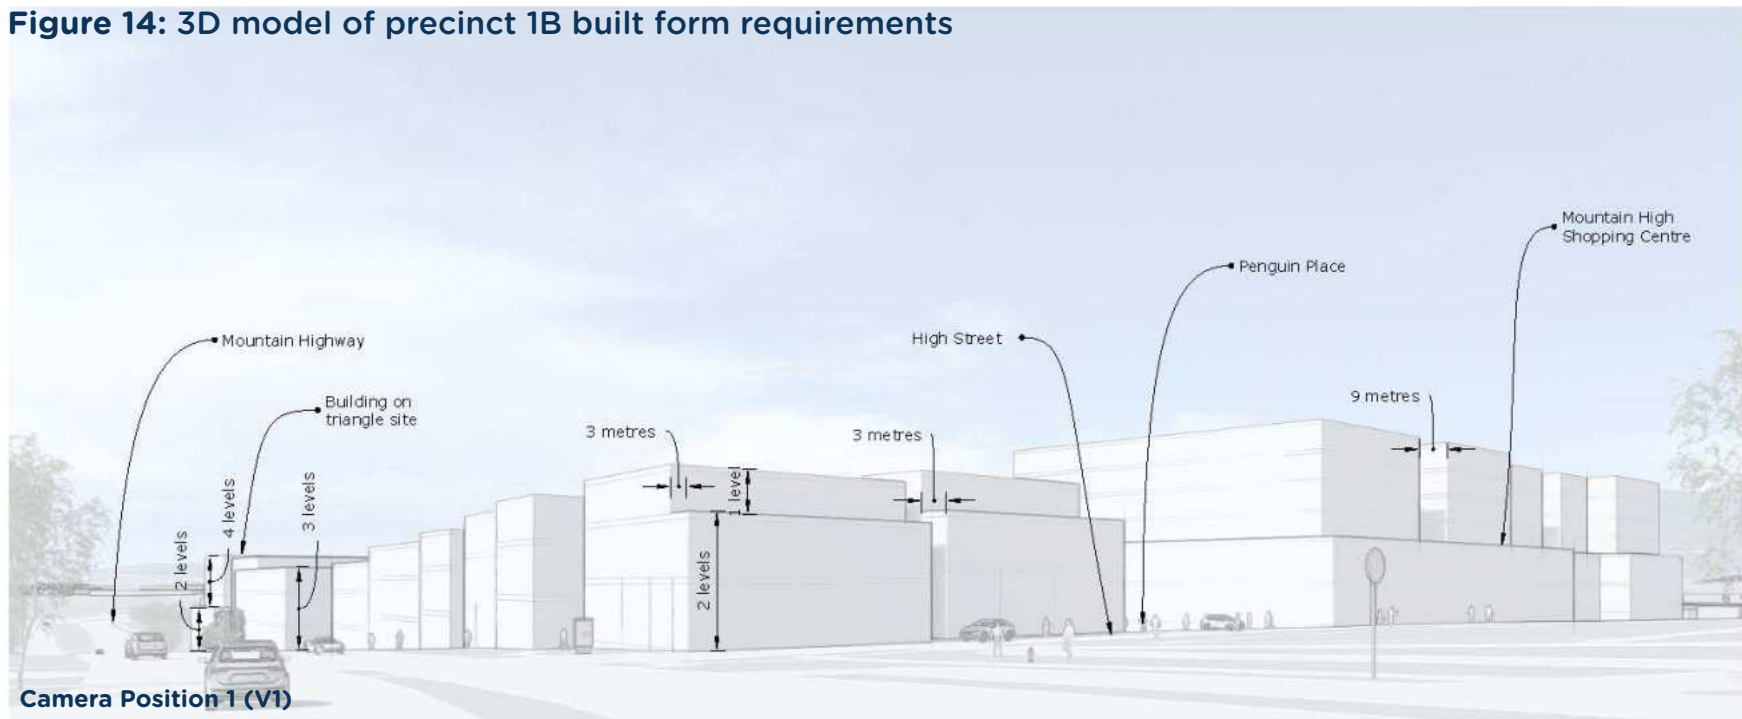 Figure 14: 3D model of precinct 1B built form requirements
Mountain High
Shopping Centre
Penguin Place
Mountain Highway
High Street
Building on
triangle site
9 metres
3 metres
3 metres
1 level
4 levels
3 levels
2 levels
2 levels
Camera Position 1 (V1)